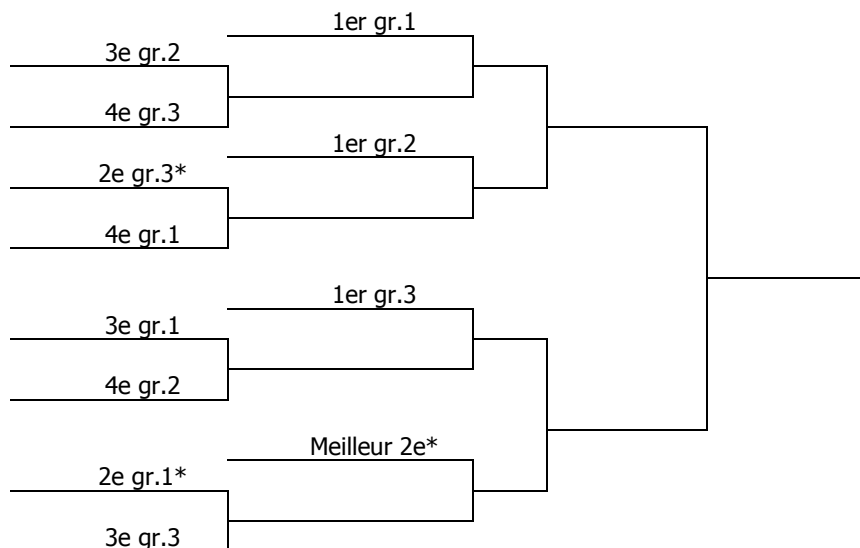 1er gr.1
3e gr.2
4e gr.3
1er gr.2
2e gr.3*
4e gr.1
1er gr.3
3e gr.1
4e gr.2
Meilleur 2e*
2e gr.1*
3e gr.3